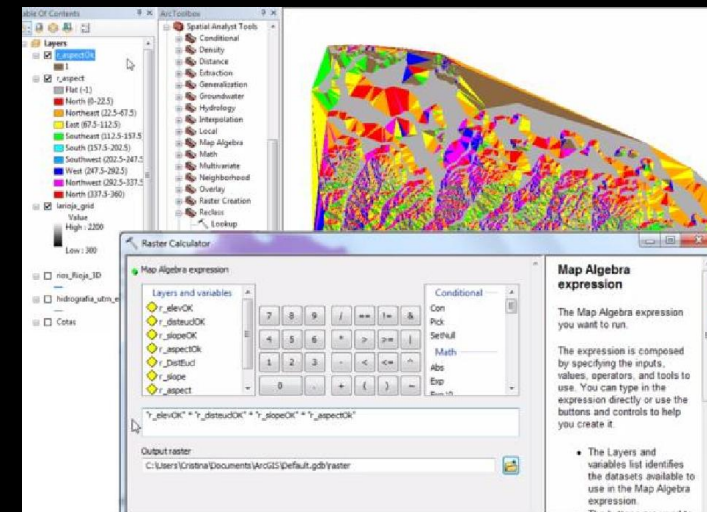 Table Of Contents
Layers
r_aspectOk
1
r_aspect
Flat (-1)
North (0-22.5)
Northeast (22.5-67.5)
East (67.5-112.5)
Southeast (112.5-157.5
South (157.5-202.5)
Southwest (202.5-247.5
West (247.5-292.5)
Northwest (292.5-337.5
North (337.5-360)
larioja_grid
Value
High : 2200
Low : 300
rios_Rioja_3D
hidrografia_utm_e
Cotas
ArcToolbox
Spatial Analyst Tools
Conditional
Density
Distance
Extraction
Generalization
Groundwater
Hydrology
Interpolation
Local
Map Algebra
Math
Multivariate
Neighborhood
Overlay
Raster Creation
Reclass
Lookup
Raster Calculator
Map Algebra expression
Layers and variables
r_elevOK
r_disteuclOK
r_slopeOK
r_aspectOk
r_DistEucl
r_slope
r_aspect
7 8 9 / == != &
4 5 6 * > >= |
1 2 3 - < <= ^
0 . + ( ) ~
Conditional
Con
Pick
SetNull
Math
Abs
Exp
"r_elevOK" * "r_disteuclOK" * "r_slopeOK" * "r_aspectOk"
Output raster
C:\Users\Cristina\Documents\ArcGIS\Default.gdb\raster
Map Algebra
expression
The Map Algebra expression
you want to run.
The expression is composed
by specifying the inputs,
values, operators, and tools to
use. You can type in the
expression directly or use the
buttons and controls to help
you create it.
• The Layers and
variables list identifies
the datasets available to
use in the Map Algebra
expression.